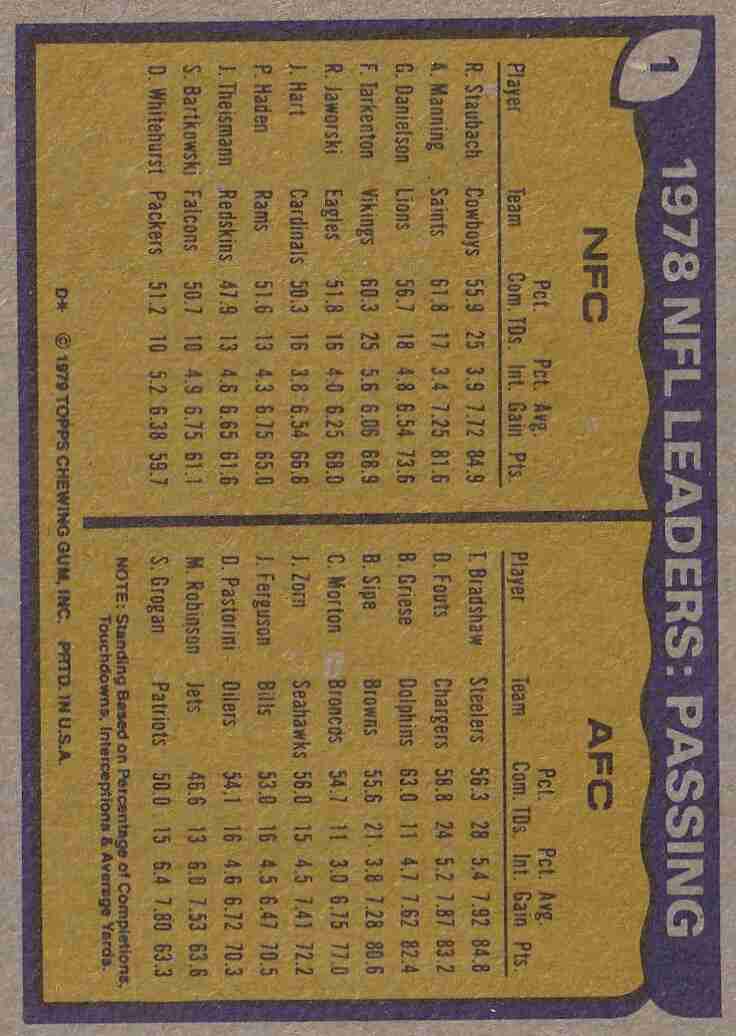 1
1978 NFL LEADERS: PASSING
NFC
Player Team Pct. Com. TDs. Pct. Int. Avg. Gain Pts.
R. Staubach Cowboys 55.9 25 3.9 7.72 84.9
A. Manning Saints 61.8 17 3.4 7.25 81.6
G. Danielson Lions 56.7 18 4.8 6.54 73.6
F. Tarkenton Vikings 60.3 25 5.6 6.06 68.9
R. Jaworski Eagles 51.8 16 4.0 6.25 68.0
J. Hart Cardinals 50.3 16 3.8 6.54 66.8
P. Haden Rams 51.6 13 4.3 6.75 65.0
J. Theismann Redskins 47.9 13 4.6 6.65 61.6
S. Bartkowski Falcons 50.7 10 4.9 6.75 61.1
D. Whitehurst Packers 51.2 10 5.2 6.38 59.7
AFC
Player Team Pct. Com. TDs. Pct. Int. Avg. Gain Pts.
T. Bradshaw Steelers 56.3 28 5.4 7.92 84.8
D. Fouts Chargers 58.8 24 5.2 7.87 83.2
B. Griese Dolphins 63.0 11 4.7 7.62 82.4
B. Sipe Browns 55.6 21 3.8 7.28 80.6
C. Morton Broncos 54.7 11 3.0 6.75 77.0
J. Zorn Seahawks 56.0 15 4.5 7.41 72.2
J. Ferguson Bills 53.0 16 4.5 6.47 70.5
D. Pastorini Oilers 54.1 16 4.6 6.72 70.3
M. Robinson Jets 46.6 13 6.0 7.53 63.6
S. Grogan Patriots 50.0 15 6.4 7.80 63.3
NOTE: Standing Based on Percentage of Completions,
Touchdowns, Interceptions & Average Yards.
D* © 1979 TOPPS CHEWING GUM, INC. PRTD. IN U.S.A.